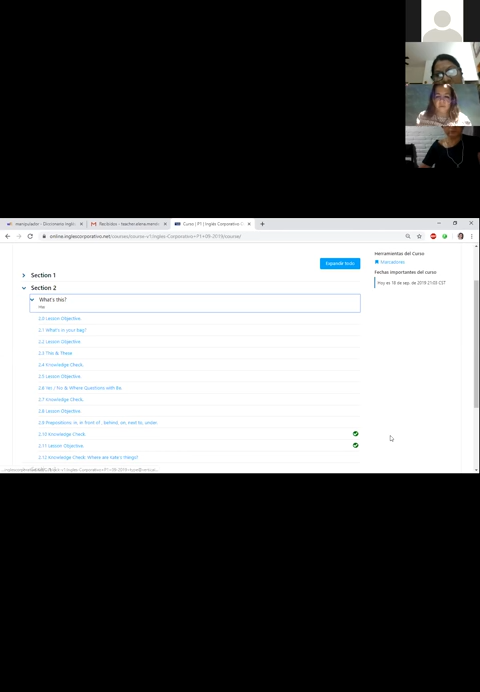 manipulador - Diccionario Inglé
Recibidos - teacher.elena.marro
Curso | P1 | Inglés Corporativo
online.inglescorporativo.net/courses/course-v1:Ingles-Corporativo+P1+09-2019/course/
Expandir todo
Section 1
Section 2
What's this?
2.0 Lesson Objective.
2.1 What's in your bag?
2.2 Lesson Objective.
2.3 This & These.
2.4 Knowledge Check.
2.5 Lesson Objective.
2.6 Yes / No & Where Questions with Be.
2.7 Knowledge Check.
2.8 Lesson Objective.
2.9 Prepositions: in, in front of, behind, on, next to, under.
2.10 Knowledge Check.
2.11 Lesson Objective.
2.12 Knowledge Check: Where are Kate's things?
Herramientas del Curso
Marcadores
Fechas importantes del curso
Hoy es 18 de sep. de 2019 21:03 CST